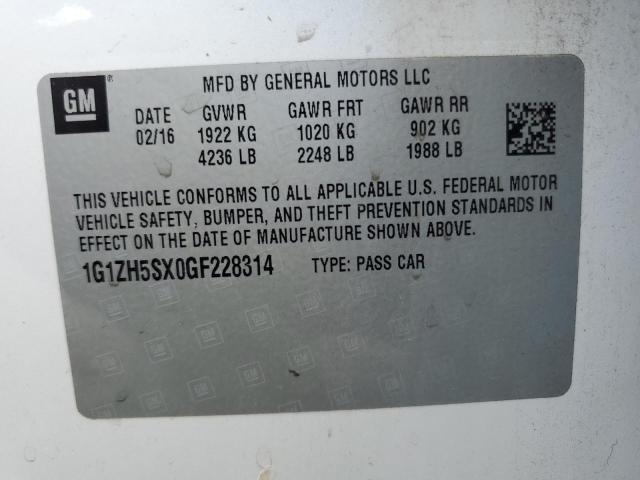 GM
MFD BY GENERAL MOTORS LLC
DATE GVWR GAWR FRT GAWR RR
02/16 1922 KG 1020 KG 902 KG
4236 LB 2248 LB 1988 LB
THIS VEHICLE CONFORMS TO ALL APPLICABLE U.S. FEDERAL MOTOR
VEHICLE SAFETY, BUMPER, AND THEFT PREVENTION STANDARDS IN
EFFECT ON THE DATE OF MANUFACTURE SHOWN ABOVE.
1G1ZH5SX0GF228314 TYPE: PASS CAR